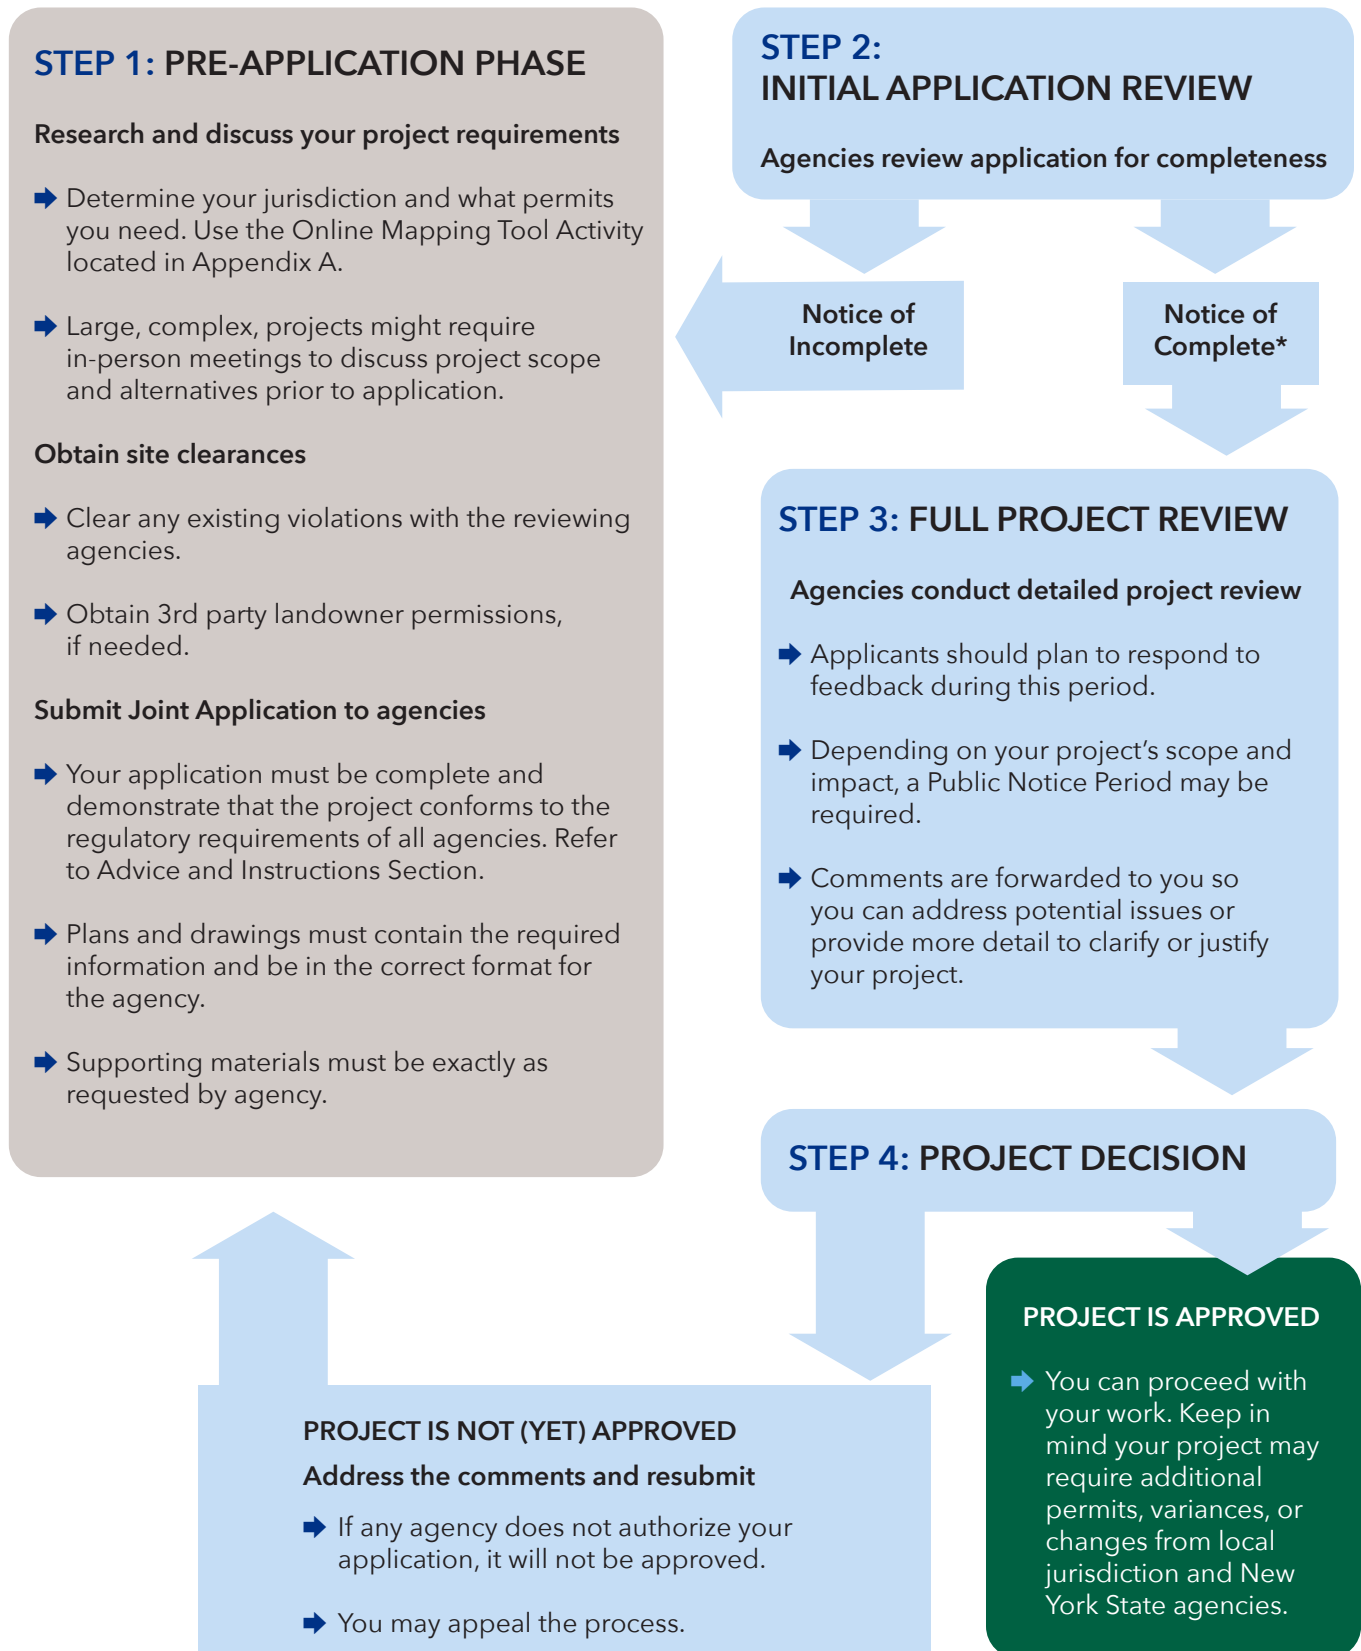 STEP 1: PRE-APPLICATION PHASE
Research and discuss your project requirements
Determine your jurisdiction and what permits
you need. Use the Online Mapping Tool Activity
located in Appendix A.
Large, complex, projects might require
in-person meetings to discuss project scope
and alternatives prior to application.
Obtain site clearances
Clear any existing violations with the reviewing
agencies.
Obtain 3rd party landowner permissions,
if needed.
Submit Joint Application to agencies
Your application must be complete and
demonstrate that the project conforms to the
regulatory requirements of all agencies. Refer
to Advice and Instructions Section.
Plans and drawings must contain the required
information and be in the correct format for
the agency.
Supporting materials must be exactly as
requested by agency.
STEP 2:
INITIAL APPLICATION REVIEW
Agencies review application for completeness
Notice of
Incomplete
Notice of
Complete*
STEP 3: FULL PROJECT REVIEW
Agencies conduct detailed project review
Applicants should plan to respond to
feedback during this period.
Depending on your project's scope and
impact, a Public Notice Period may be
required.
Comments are forwarded to you so
you can address potential issues or
provide more detail to clarify or justify
your project.
STEP 4: PROJECT DECISION
PROJECT IS NOT (YET) APPROVED
Address the comments and resubmit
If any agency does not authorize your
application, it will not be approved.
You may appeal the process.
PROJECT IS APPROVED
You can proceed with
your work. Keep in
mind your project may
require additional
permits, variances, or
changes from local
jurisdiction and New
York State agencies.